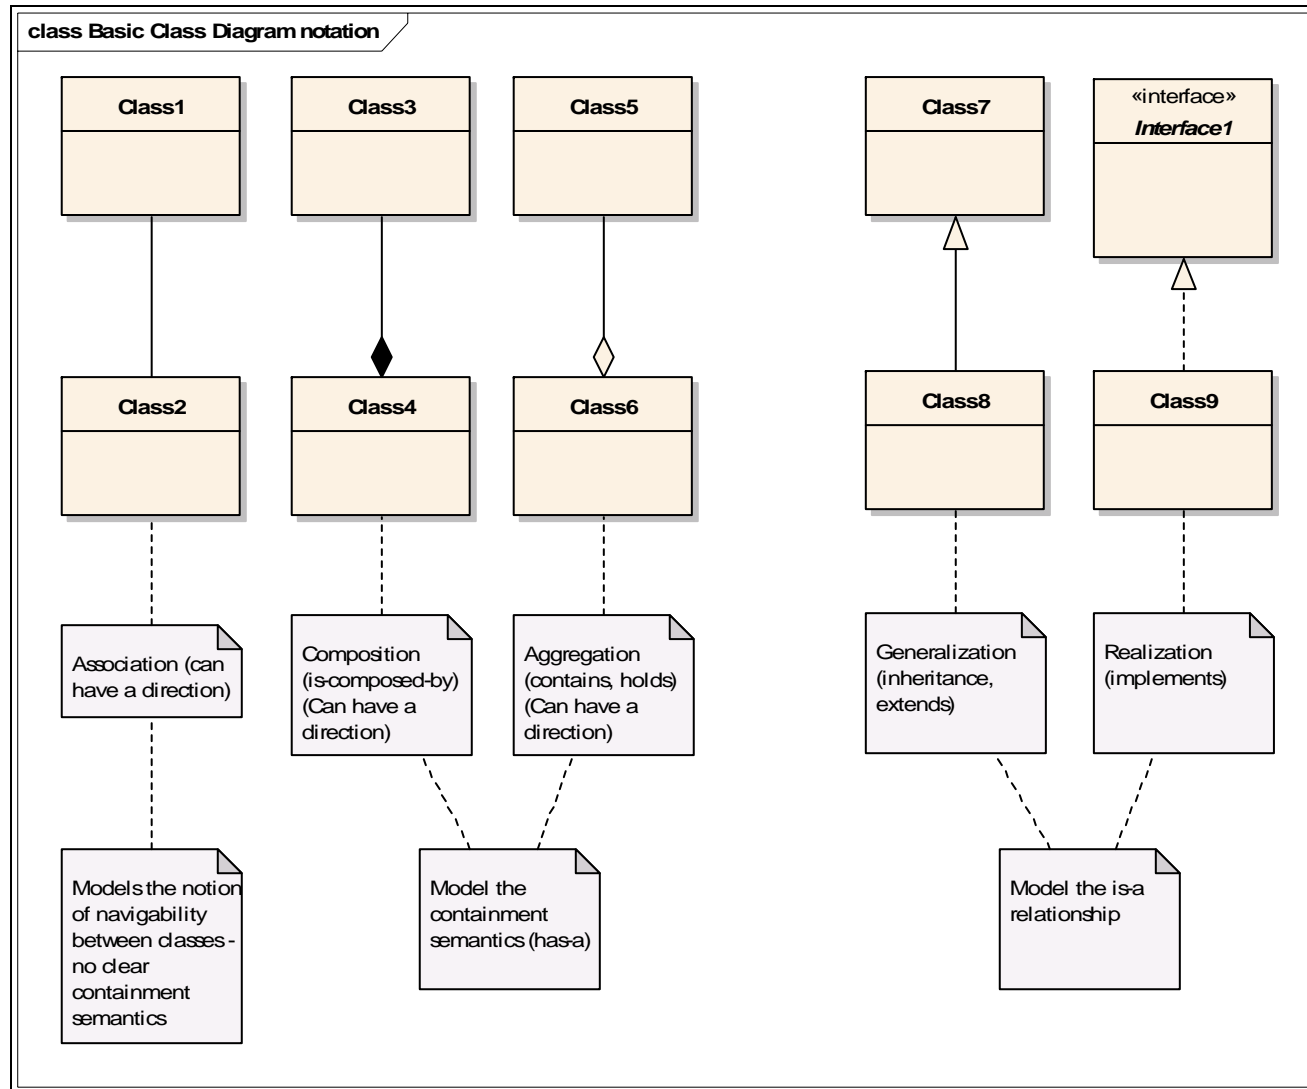 class Basic Class Diagram notation
Class1
Class3
Class5
Class7
«interface»
Interface1
Class2
Class4
Class6
Class8
Class9
Association (can
have a direction)
Composition
(is-composed-by)
(Can have a
direction)
Aggregation
(contains, holds)
(Can have a
direction)
Generalization
(inheritance,
extends)
Realization
(implements)
Models the notion
of navigability
between classes -
no clear
containment
semantics
Model the
containment
semantics (has-a)
Model the is-a
relationship